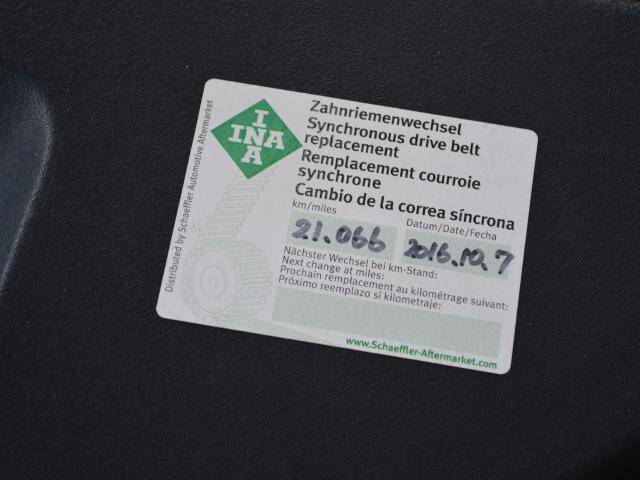 I
INA
A
Zahnriemenwechsel
Synchronous drive belt
replacement
Remplacement courroie
synchrone
Cambio de la correa síncrona
km/miles
Datum/Date/Fecha
21.066
2016.10.7
Nächster Wechsel bei km-Stand:
Next change at miles:
Prochain remplacement au kilométrage suivant:
Próximo reemplazo si kilometraje:
www.Schaeffler-Aftermarket.com
Distributed by Schaeffler Automotive Aftermarket